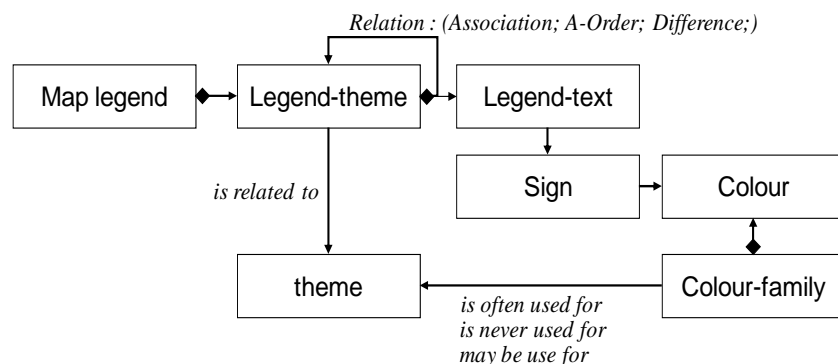 Relation : (Association; A-Order; Difference;)
Map legend
Legend-theme
Legend-text
is related to
Sign
Colour
theme
Colour-family
is often used for
is never used for
may be use for